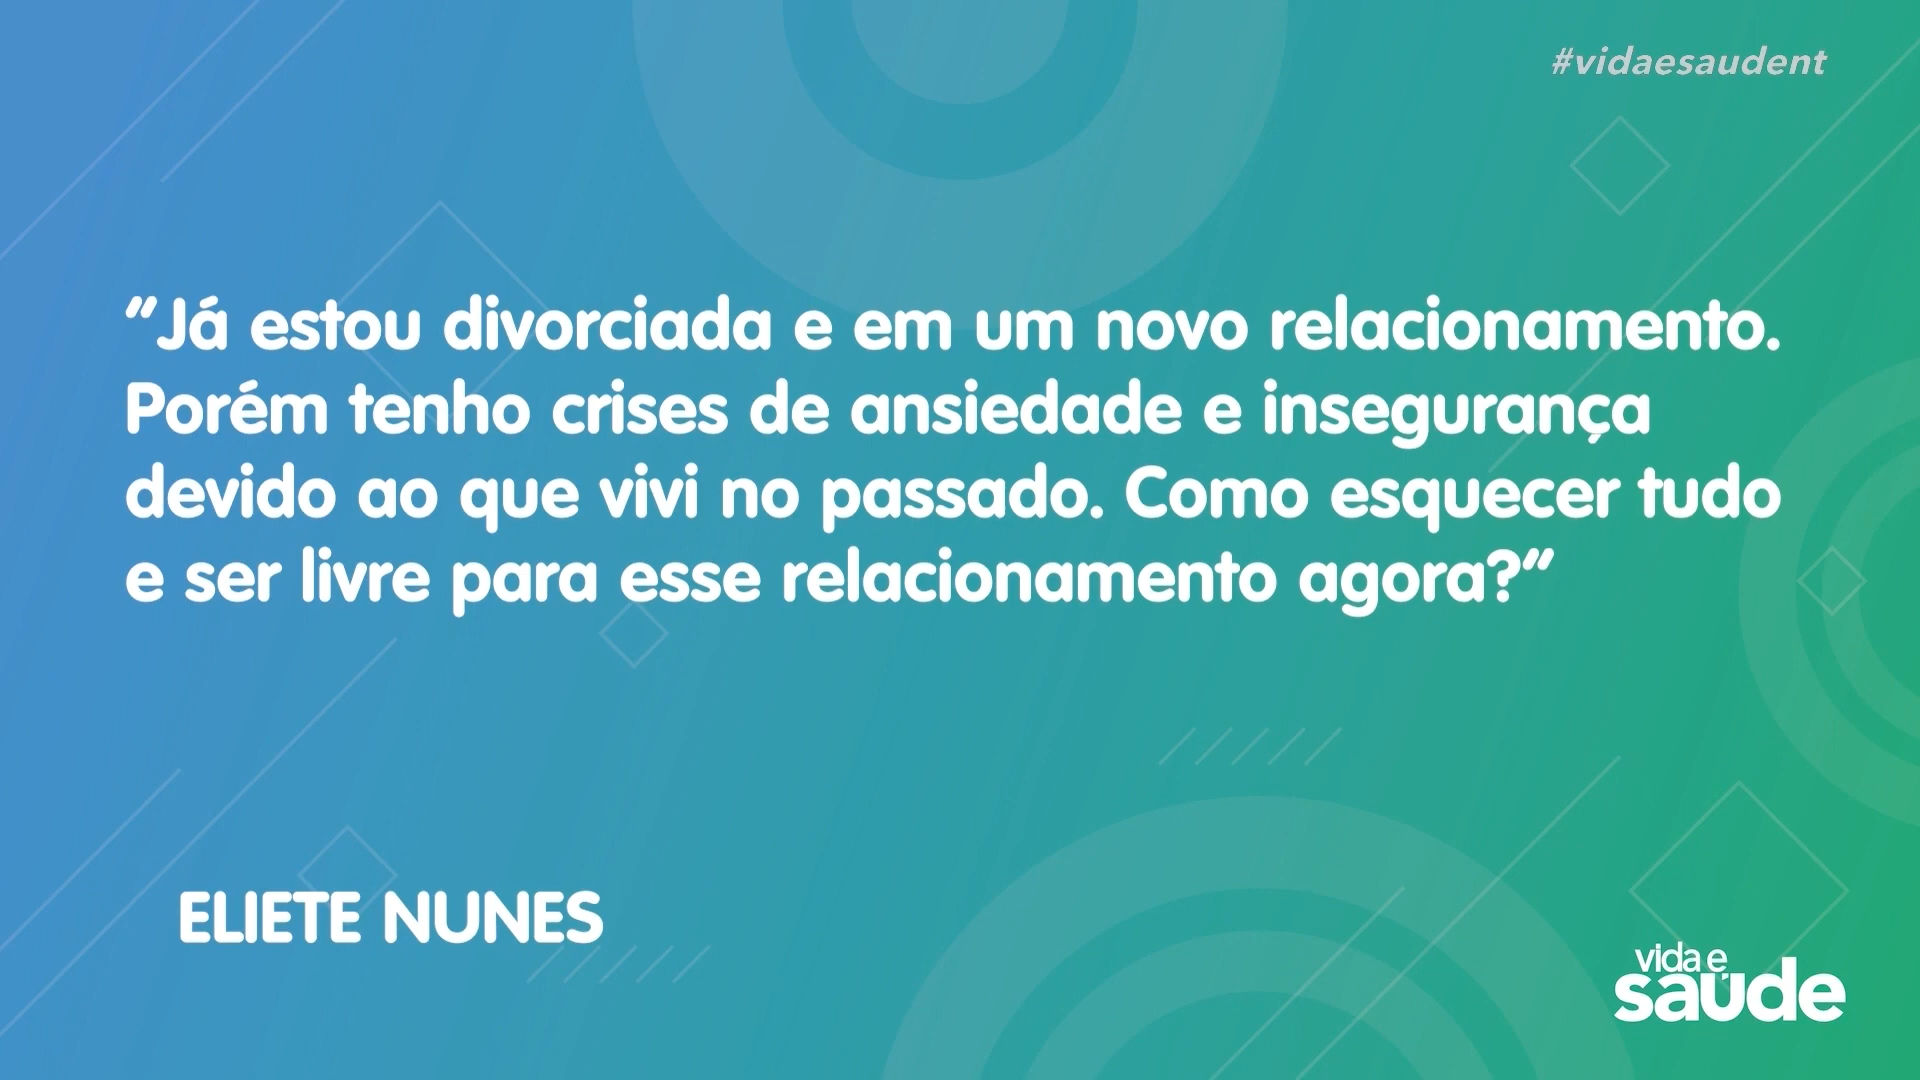 #vidaesaudent
“Já estou divorciada e em um novo relacionamento.
Porém tenho crises de ansiedade e insegurança
devido ao que vivi no passado. Como esquecer tudo
e ser livre para esse relacionamento agora?“
ELIETE NUNES
vida e
saúde